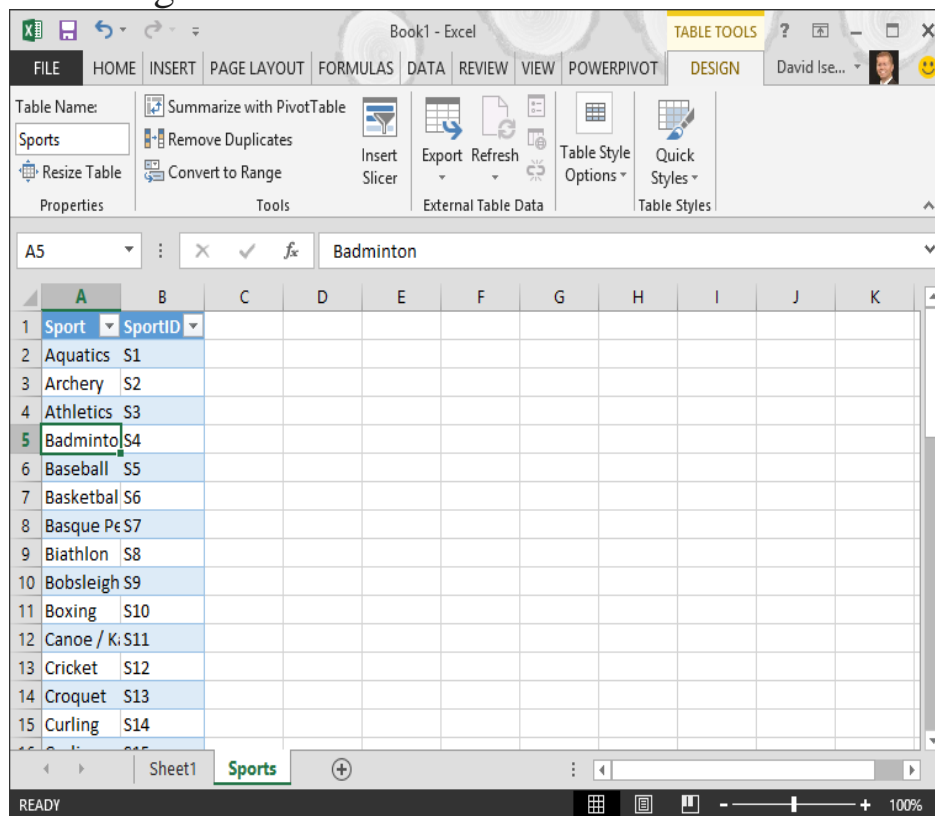 Book1 - Excel
TABLE TOOLS
?
FILE HOME INSERT PAGE LAYOUT FORMULAS DATA REVIEW VIEW POWERPIVOT DESIGN David Ise...
Table Name:
Sports
Resize Table
Properties
Summarize with PivotTable
Remove Duplicates
Convert to Range
Tools
Insert
Slicer
Export
Refresh
External Table Data
Table Style
Options
Quick
Styles
Table Styles
A5 fx Badminton
A B C D E F G H I J K
1 Sport SportID
2 Aquatics S1
3 Archery S2
4 Athletics S3
5 Badminto S4
6 Baseball S5
7 Basketbal S6
8 Basque Pe S7
9 Biathlon S8
10 Bobsleigh S9
11 Boxing S10
12 Canoe / Ka S11
13 Cricket S12
14 Croquet S13
15 Curling S14
Sheet1 Sports
READY 100%